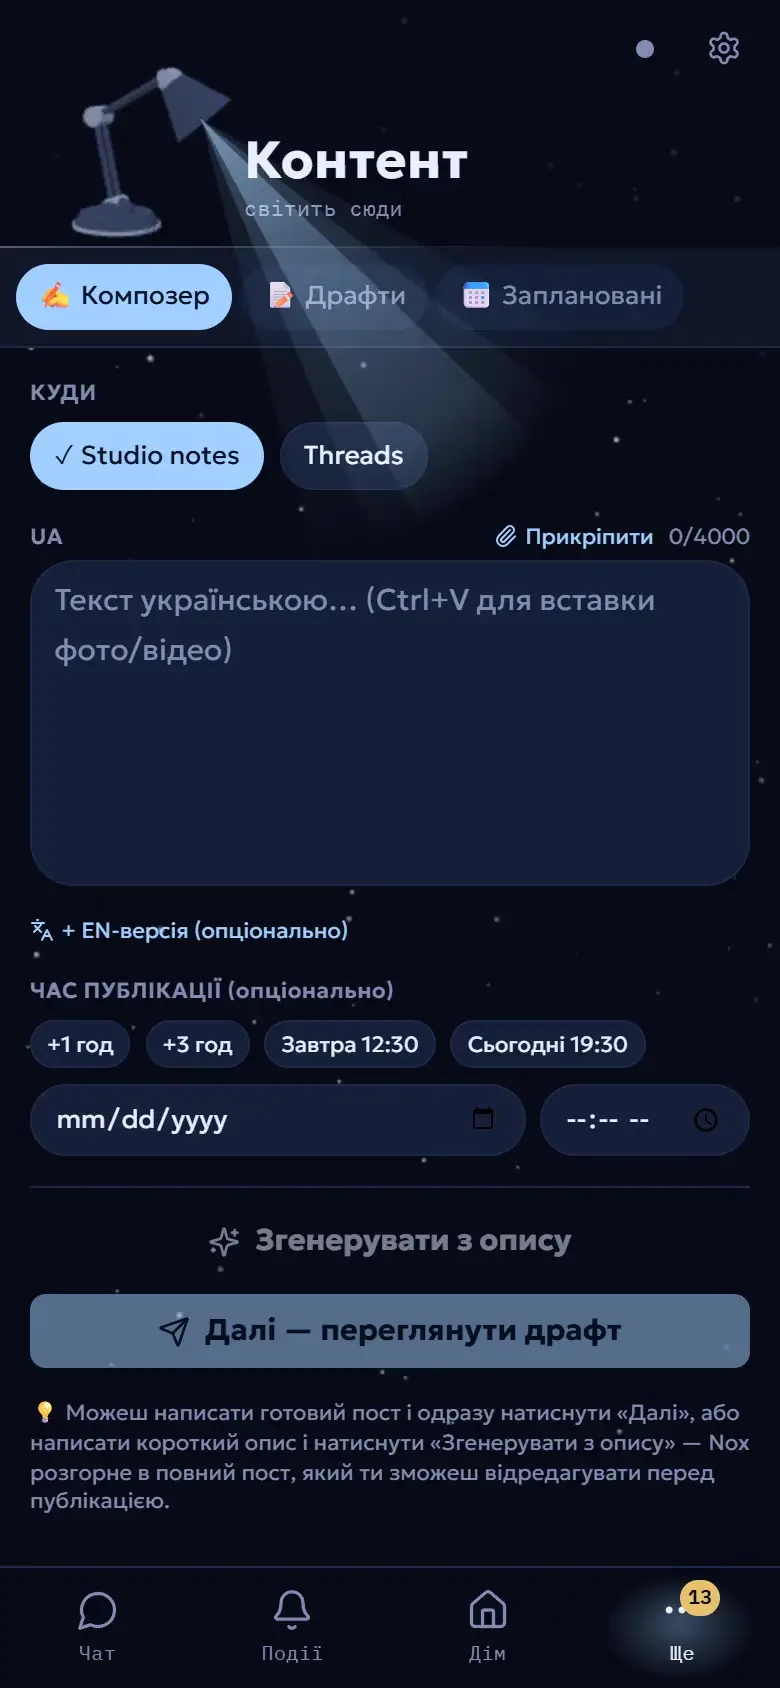 Контент
світить сюди
✍️ Композер
📝 Драфти
Заплановані
КУДИ
✓ Studio notes
Threads
UA
Прикріпити
0/4000
Текст українською... (Ctrl+V для вставки
фото/відео)
+ EN-версія (опціонально)
ЧАС ПУБЛІКАЦІЇ (опціонально)
+1 год
+3 год
Завтра 12:30
Сьогодні 19:30
mm/dd/yyyy
--:-- --
Згенерувати з опису
Далі — переглянути драфт
💡 Можеш написати готовий пост і одразу натиснути «Далі», або
написати короткий опис і натиснути «Згенерувати з опису» — Nox
розгорне в повний пост, який ти зможеш відредагувати перед
публікацією.
13
Чат
Події
Дім
Ще